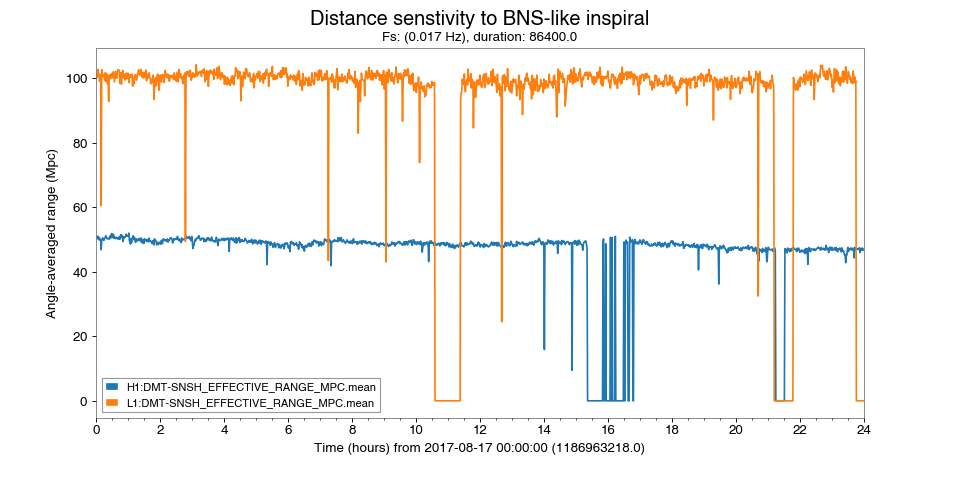 Distance senstivity to BNS-like inspiral
Fs: (0.017 Hz), duration: 86400.0
Angle-averaged range (Mpc)
100
80
60
40
20
0
H1:DMT-SNSH_EFFECTIVE_RANGE_MPC.mean
L1:DMT-SNSH_EFFECTIVE_RANGE_MPC.mean
0 2 4 6 8 10 12 14 16 18 20 22 24
Time (hours) from 2017-08-17 00:00:00 (1186963218.0)